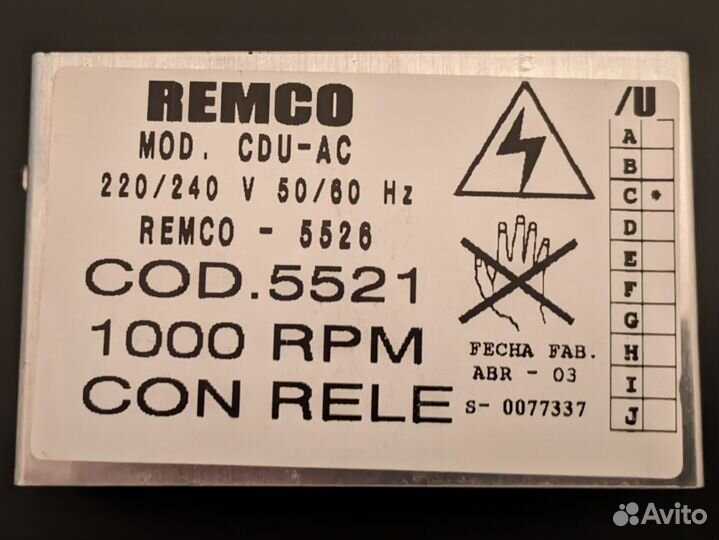 REMCO
MOD. CDU-AC
220/240 V 50/60 Hz
REMCO - 5526
COD.5521
1000 RPM
CON RELE
FECHA FAB.
ABR - 03
S- 0077337
/U
A
B
C *
D
E
F
G
H
I
J
Avito